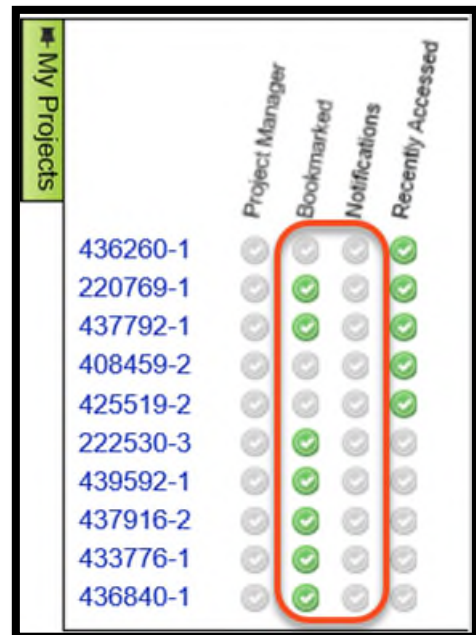 My Projects
Project Manager
Bookmarked
Notifications
Recently Accessed
436260-1
220769-1
437792-1
408459-2
425519-2
222530-3
439592-1
437916-2
433776-1
436840-1